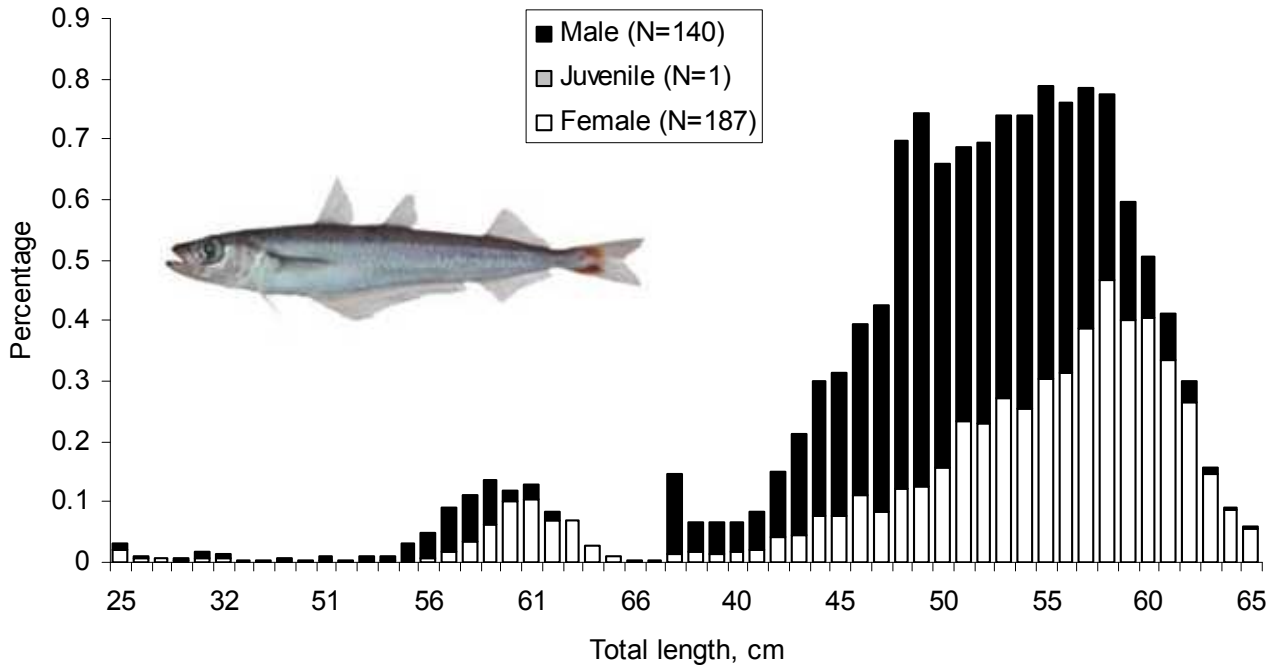 0.9
0.8
0.7
0.6
0.5
0.4
0.3
0.2
0.1
0
Percentage
Male (N=140)
Juvenile (N=1)
Female (N=187)
25 32 51 56 61 66 40 45 50 55 60 65
Total length, cm